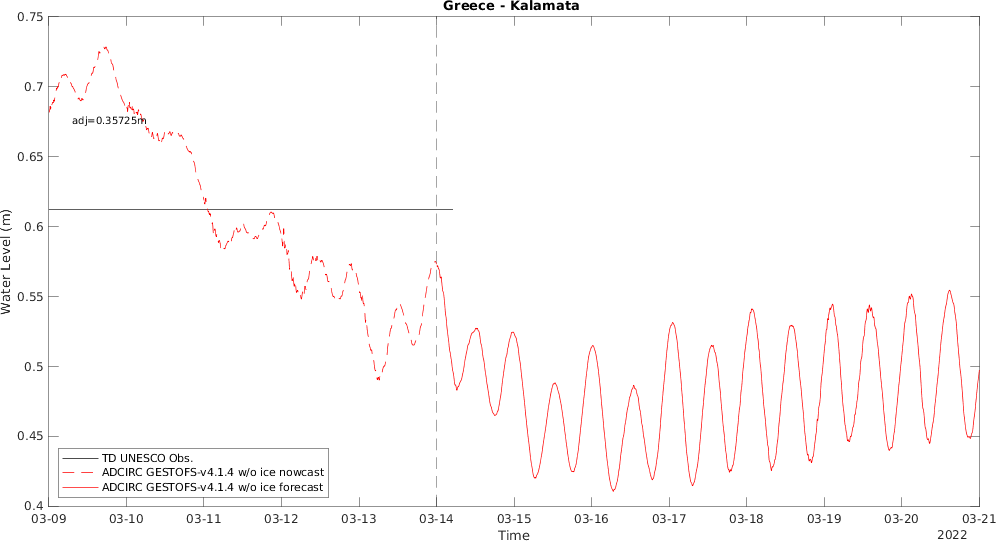 Greece - Kalamata
0.75
0.7
0.65
0.6
0.55
0.5
0.45
0.4
Water Level (m)
adj=0.35725m
TD UNESCO Obs.
ADCIRC GESTOFS-v4.1.4 w/o ice nowcast
ADCIRC GESTOFS-v4.1.4 w/o ice forecast
03-09 03-10 03-11 03-12 03-13 03-14 03-15 03-16 03-17 03-18 03-19 03-20 03-21
Time
2022